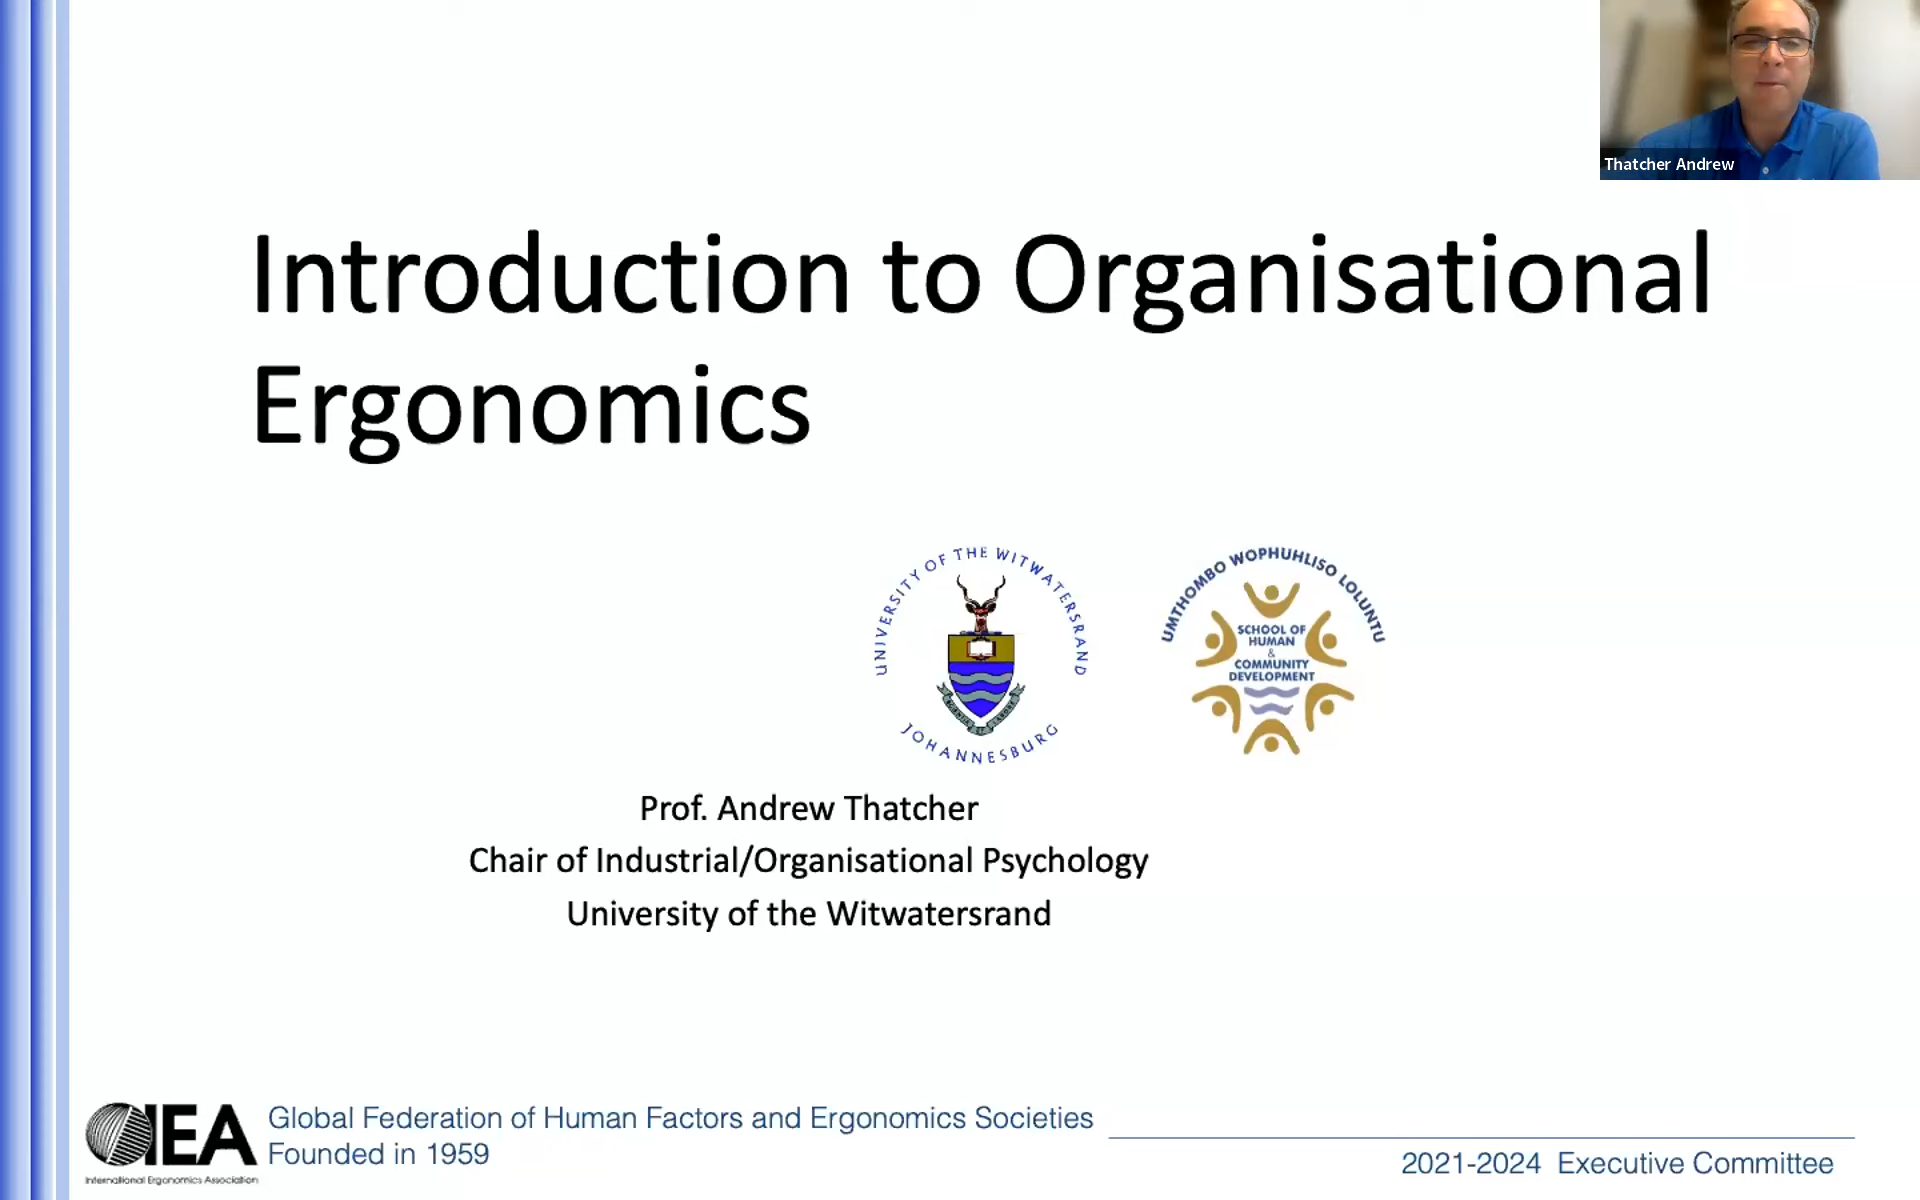 Thatcher Andrew
Introduction to Organisational
Ergonomics
UNIVERSITY OF THE WITWATERSRAND
JOHANNESBURG
UMTHOMBO WOPHUHLISO LOLUNTU
SCHOOL OF
HUMAN
&
COMMUNITY
DEVELOPMENT
Prof. Andrew Thatcher
Chair of Industrial/Organisational Psychology
University of the Witwatersrand
IEA
International Ergonomics Association
Global Federation of Human Factors and Ergonomics Societies
Founded in 1959
2021-2024 Executive Committee